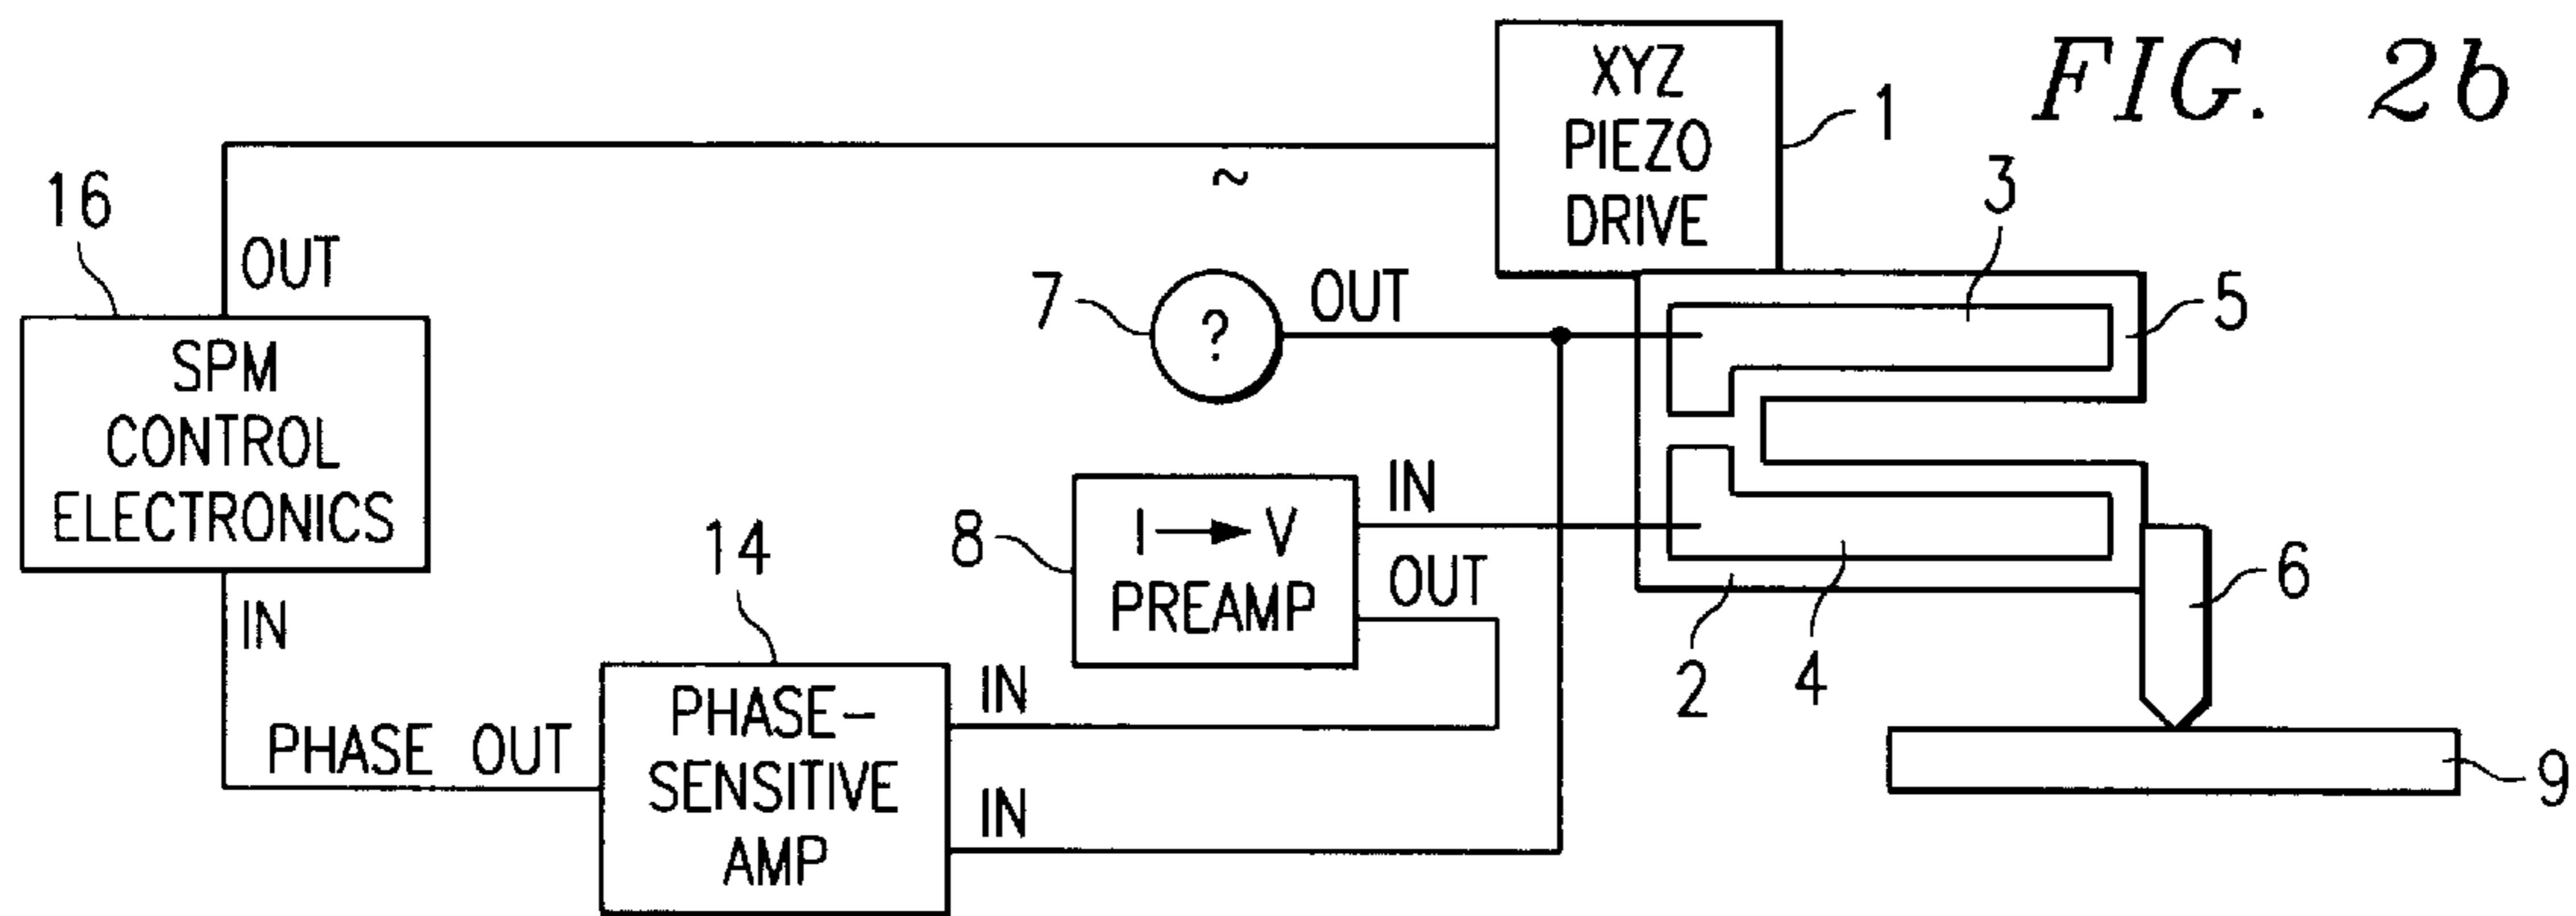 FIG. 2b
XYZ
PIEZO
DRIVE
1
~
3
16
OUT
7
?
OUT
5
SPM
CONTROL
ELECTRONICS
IN
8
I → V
PREAMP
IN
OUT
14
2
4
6
IN
PHASE OUT
PHASE-
SENSITIVE
AMP
IN
IN
9